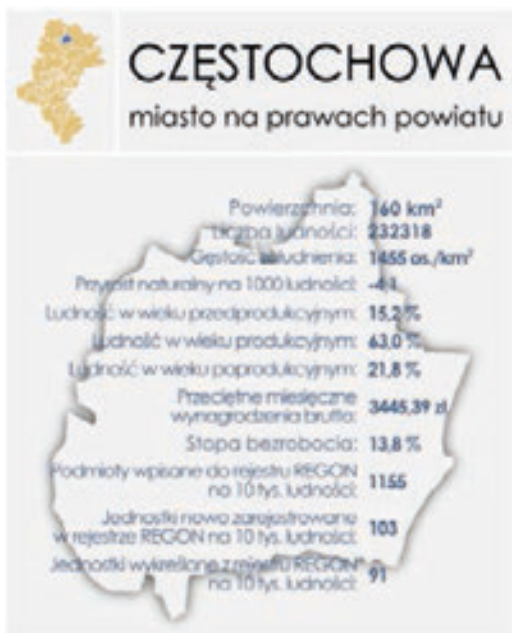 CZĘSTOCHOWA
miasto na prawach powiatu
Powierzchnia: 160 km²
Liczba ludności: 232318
Gęstość zaludnienia: 1455 os./km²
Przyrost naturalny na 1000 ludności:
Ludność w wieku przedprodukcyjnym: 15,2 %
Ludność w wieku produkcyjnym: 63,0 %
Ludność w wieku poprodukcyjnym: 21,8 %
Przeciętne miesięczne
wynagrodzenia brutto: 3445,39 zł
Stopa bezrobocia: 13,8 %
Podmioty wpisane do rejestru REGON
na 10 tys. ludności: 1155
Jednostki nowo zarejestrowane
w rejestrze REGON na 10 tys. ludności: 103
Jednostki wykreślone z rejestru REGON
na 10 tys. ludności: 91